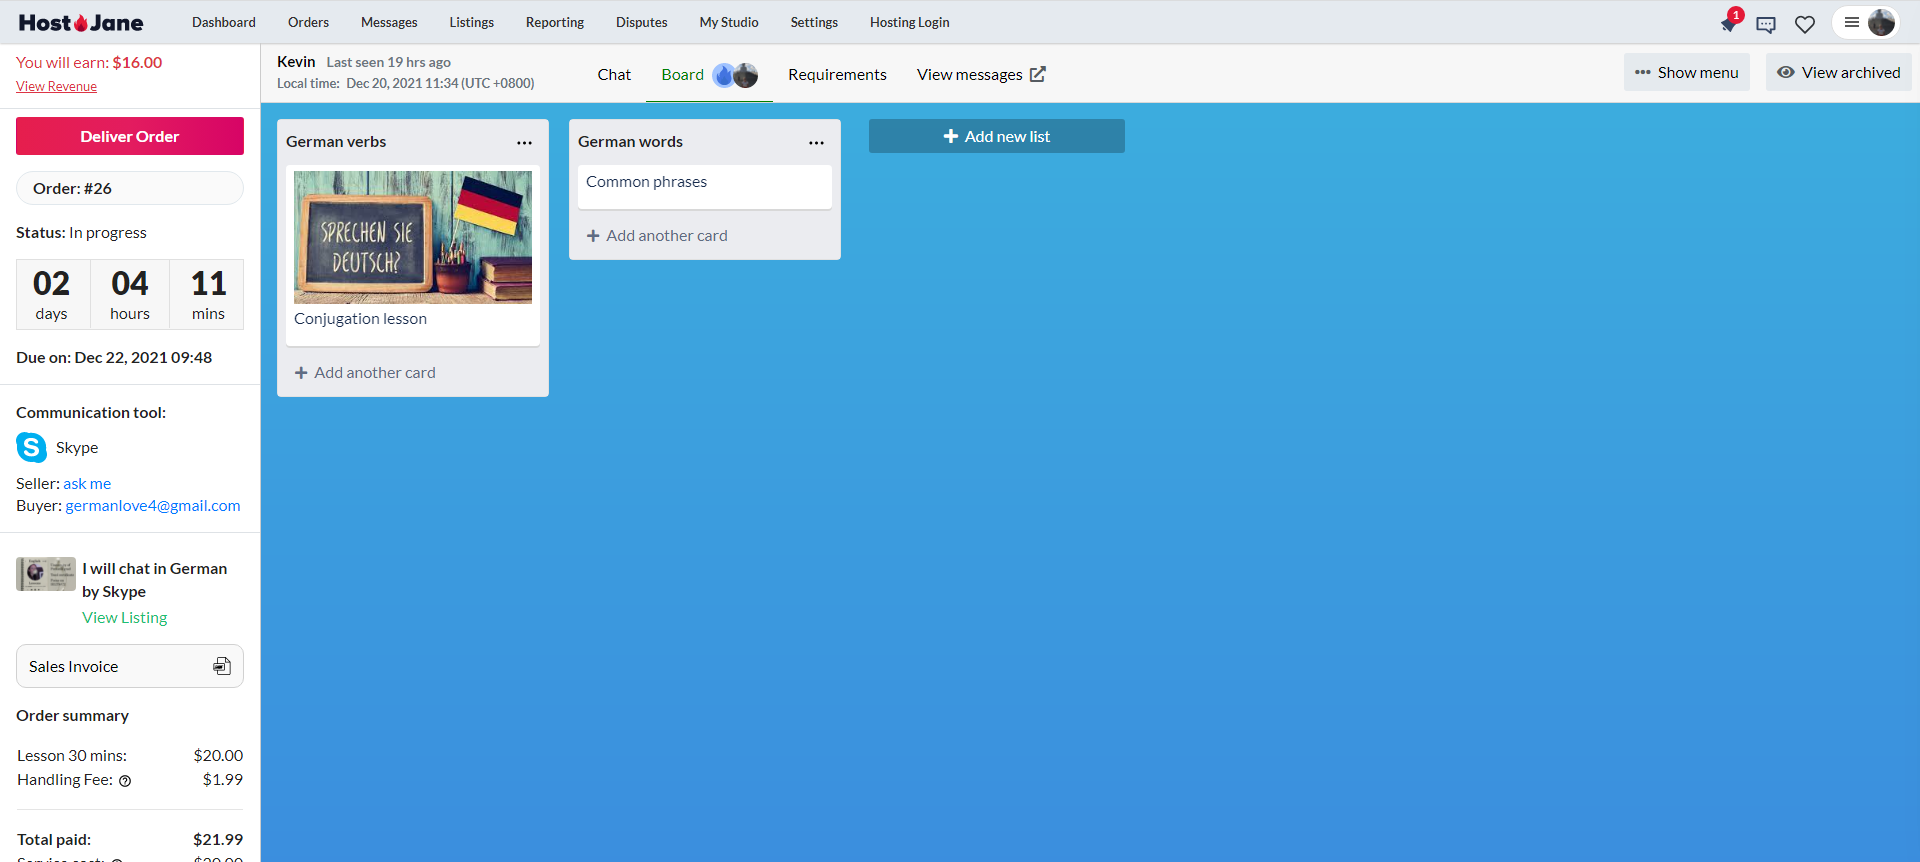 Host Jane
Dashboard
Orders
Messages
Listings
Reporting
Disputes
My Studio
Settings
Hosting Login
1
You will earn: $16.00
View Revenue
Deliver Order
Order: #26
Status: In progress
02 04 11
days hours mins
Due on: Dec 22, 2021 09:48
Communication tool:
S Skype
Seller: ask me
Buyer: germanlove4@gmail.com
I will chat in German
by Skype
View Listing
Sales Invoice
Order summary
Lesson 30 mins: $20.00
Handling Fee: $1.99
Total paid: $21.99
Kevin Last seen 19 hrs ago
Local time: Dec 20, 2021 11:34 (UTC +0800)
Chat
Board
Requirements
View messages
Show menu
View archived
German verbs
SPRECHEN SIE
DEUTSCH?
Conjugation lesson
Add another card
German words
Common phrases
Add another card
Add new list